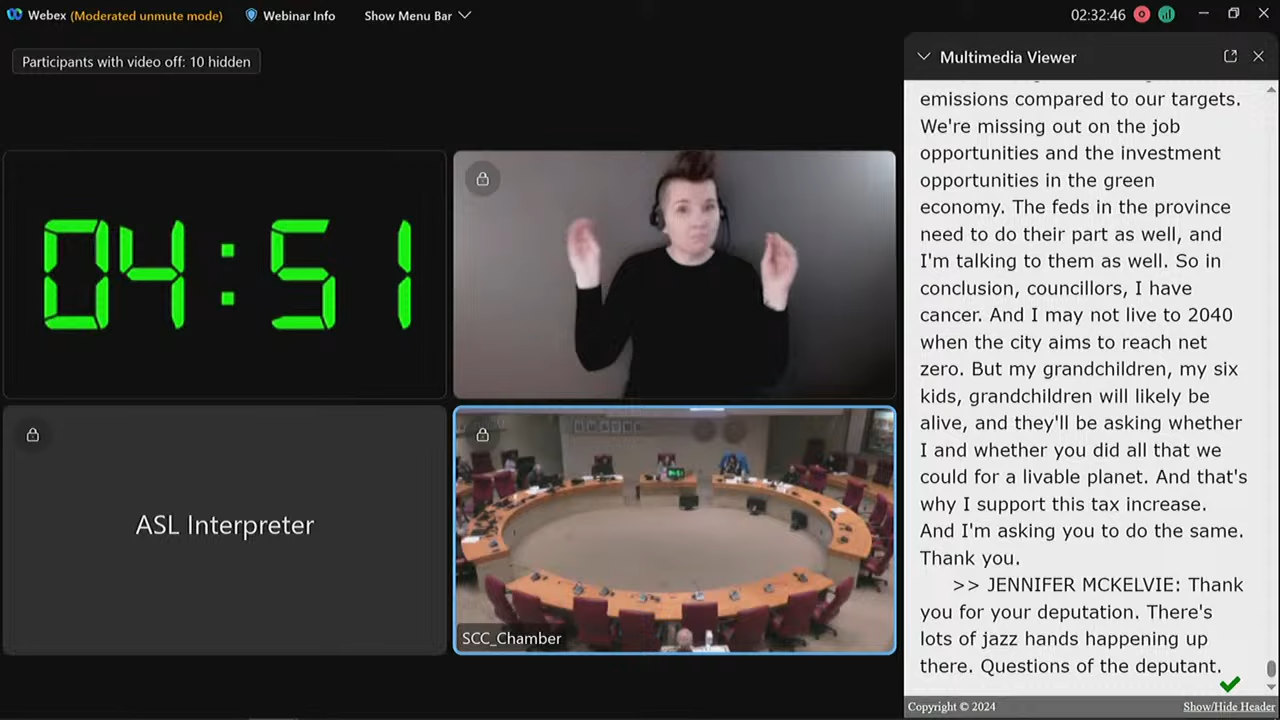 Webex (Moderated unmute mode) Webinar Info Show Menu Bar 02:32:46
Participants with video off: 10 hidden
04:51
ASL Interpreter
SCC_Chamber
Multimedia Viewer
emissions compared to our targets.
We're missing out on the job
opportunities and the investment
opportunities in the green
economy. The feds in the province
need to do their part as well, and
I'm talking to them as well. So in
conclusion, councillors, I have
cancer. And I may not live to 2040
when the city aims to reach net
zero. But my grandchildren, my six
kids, grandchildren will likely be
alive, and they'll be asking whether
I and whether you did all that we
could for a livable planet. And that's
why I support this tax increase.
And I'm asking you to do the same.
Thank you.
>> JENNIFER MCKELVIE: Thank
you for your deputation. There's
lots of jazz hands happening up
there. Questions of the deputant.
Copyright © 2024 Show/Hide Header